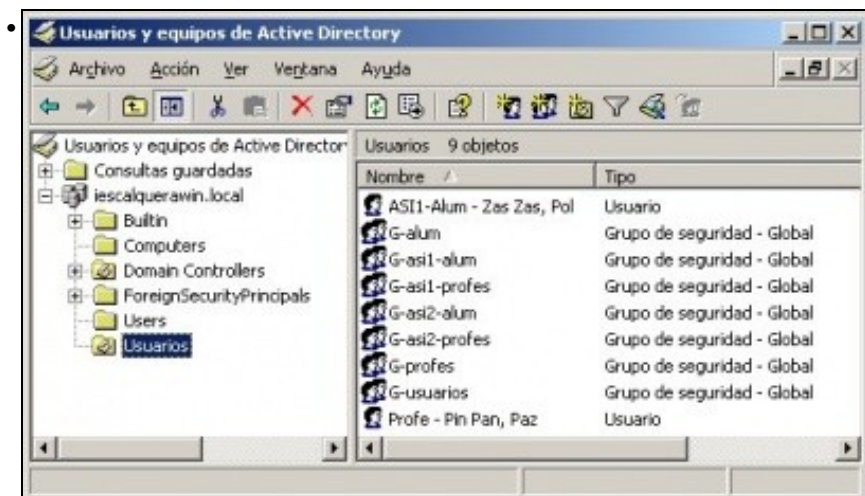 Usuarios y equipos de Active Directory
Archivo Acción Ver Ventana Ayuda
Usuarios y equipos de Active Director
Consultas guardadas
iescalquerawin.local
Builtin
Computers
Domain Controllers
ForeignSecurityPrincipals
Users
Usuarios
Usuarios 9 objetos
Nombre Tipo
ASI1-Alum - Zas Zas, Pol Usuario
G-alum Grupo de seguridad - Global
G-asi1-alum Grupo de seguridad - Global
G-asi1-profes Grupo de seguridad - Global
G-asi2-alum Grupo de seguridad - Global
G-asi2-profes Grupo de seguridad - Global
G-profes Grupo de seguridad - Global
G-usuarios Grupo de seguridad - Global
Profe - Pin Pan, Paz Usuario